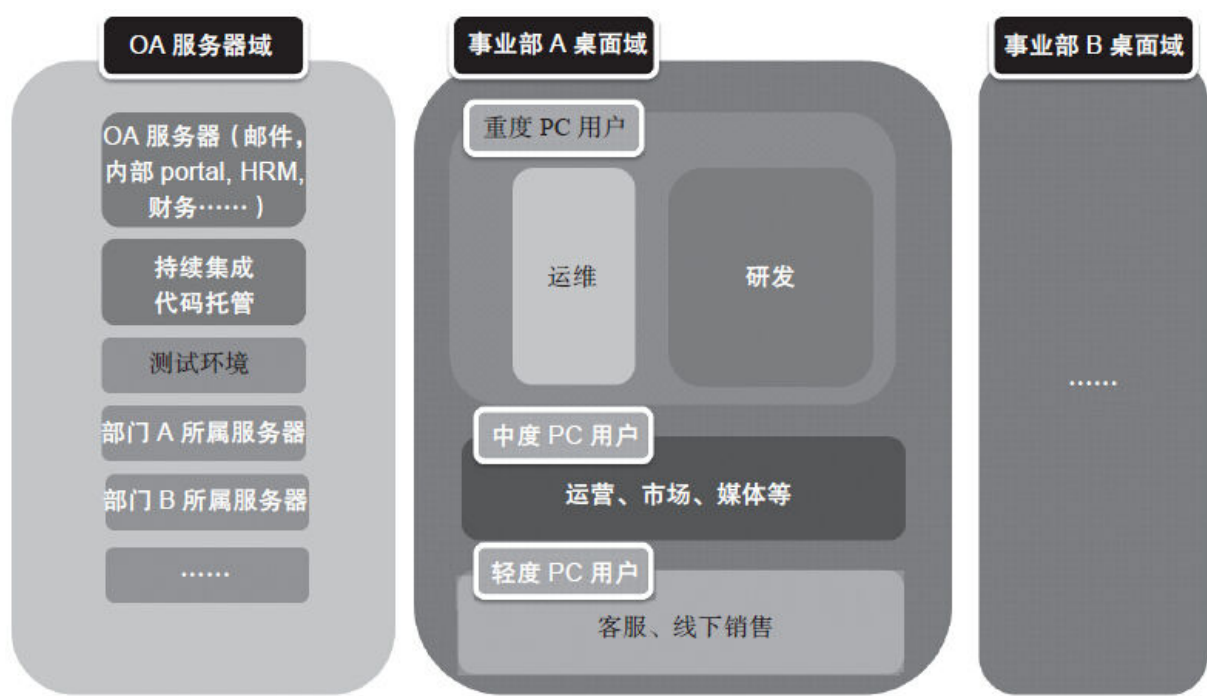 OA 服务器域
OA 服务器（邮件，
内部 portal, HRM,
财务……）
持续集成
代码托管
测试环境
部门 A 所属服务器
部门 B 所属服务器
……
事业部 A 桌面域
重度 PC 用户
运维
研发
中度 PC 用户
运营、市场、媒体等
轻度 PC 用户
客服、线下销售
事业部 B 桌面域
……